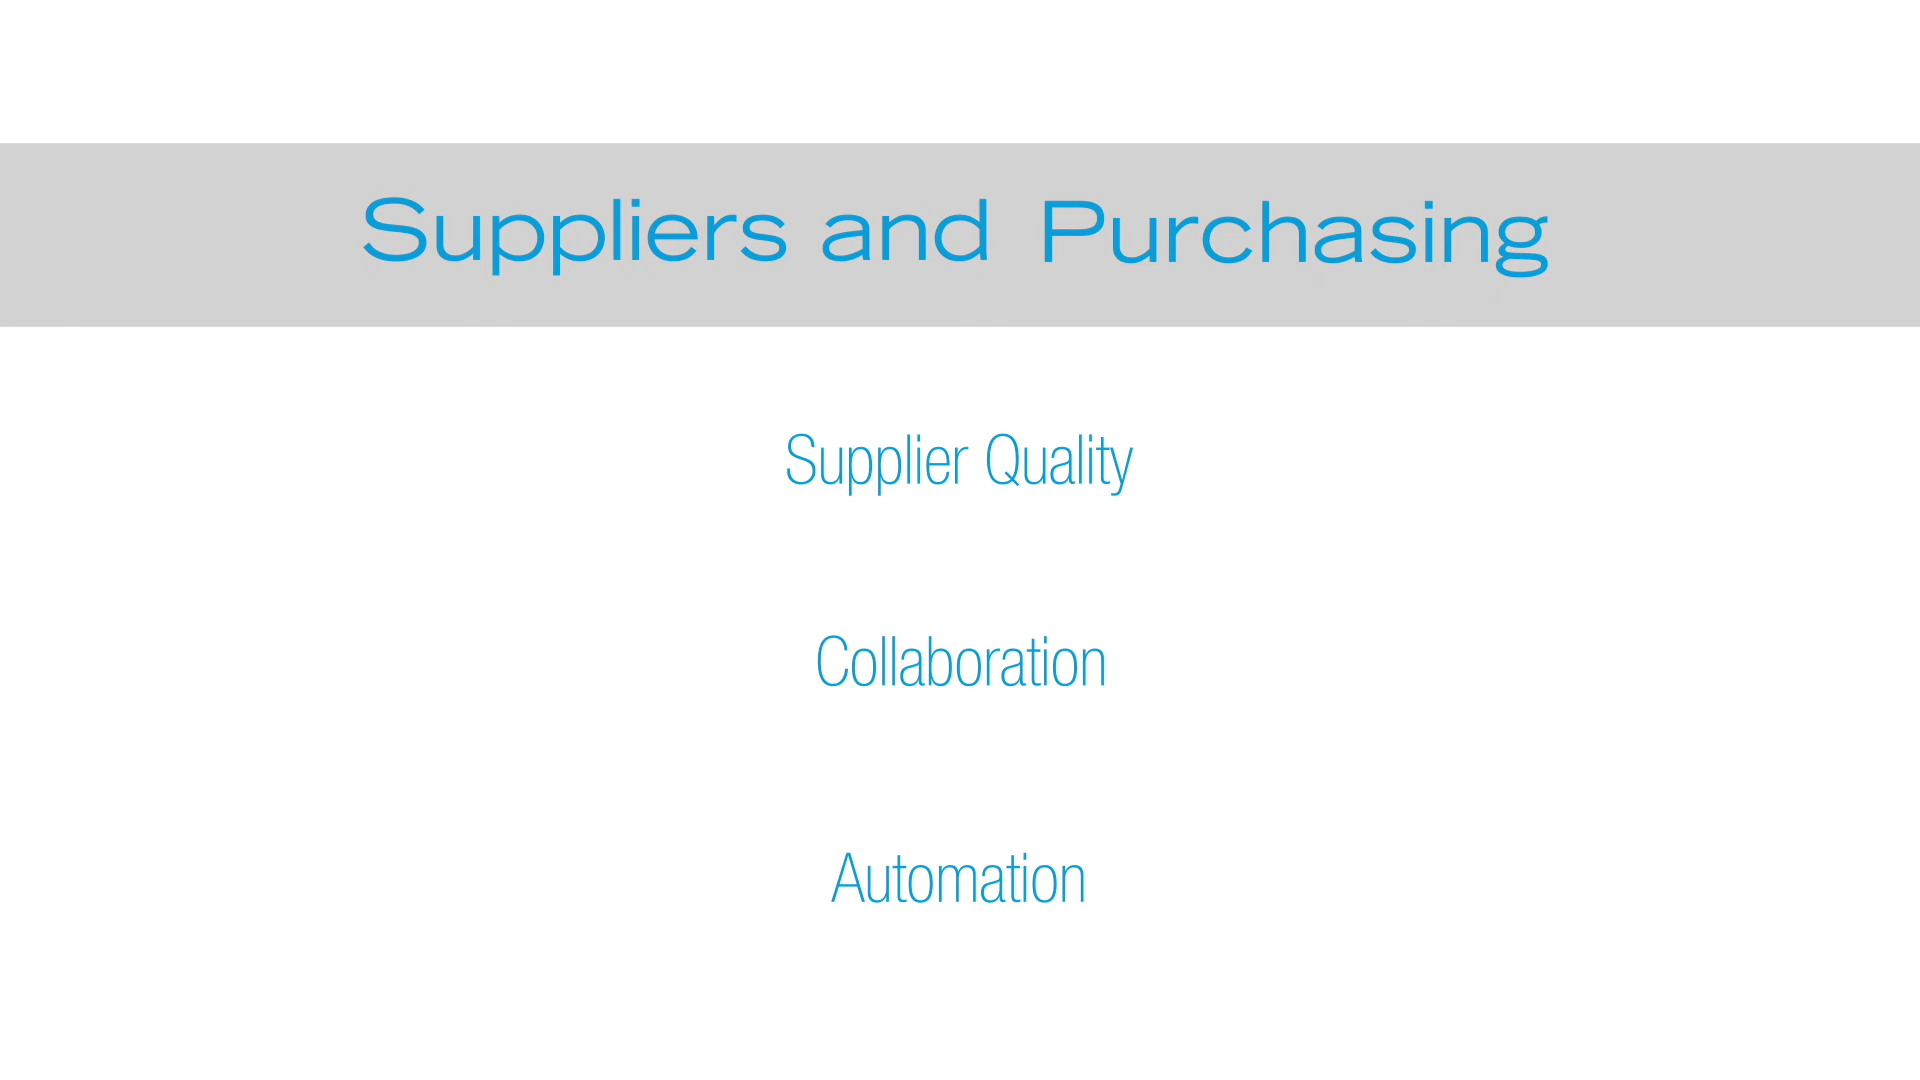 Suppliers and Purchasing
Supplier Quality
Collaboration
Automation